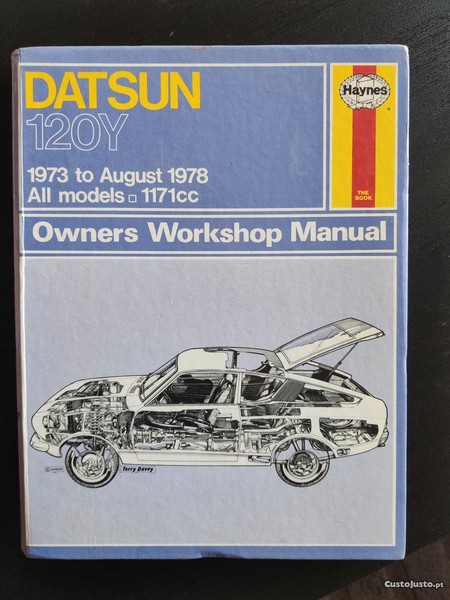 DATSUN
120Y
1973 to August 1978
All models □ 1171cc
Haynes
THE
BOOK
Owners Workshop Manual
Terry Davey
CustoJusto.pt